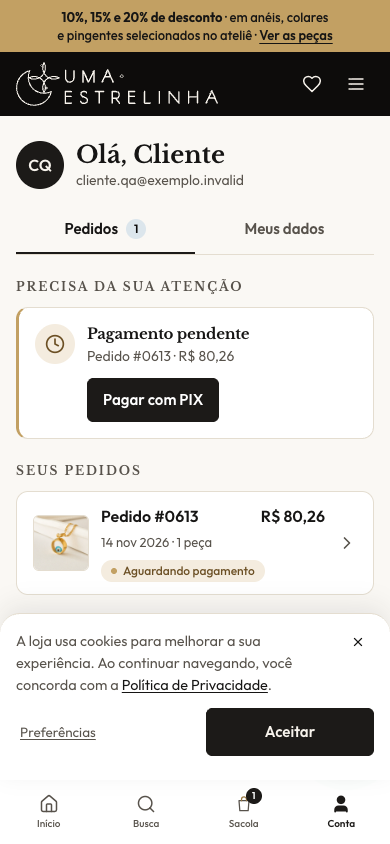 10%, 15% e 20% de desconto · em anéis, colares
e pingentes selecionados no ateliê · Ver as peças
UMA
ESTRELINHA
CQ
Olá, Cliente
cliente.qa@exemplo.invalid
Pedidos 1
Meus dados
PRECISA DA SUA ATENÇÃO
Pagamento pendente
Pedido #0613 · R$ 80,26
Pagar com PIX
SEUS PEDIDOS
Pedido #0613 R$ 80,26
14 nov 2026 · 1 peça
Aguardando pagamento
A loja usa cookies para melhorar a sua
experiência. Ao continuar navegando, você
concorda com a Política de Privacidade.
Preferências
Aceitar
1
Início
Busca
Sacola
Conta